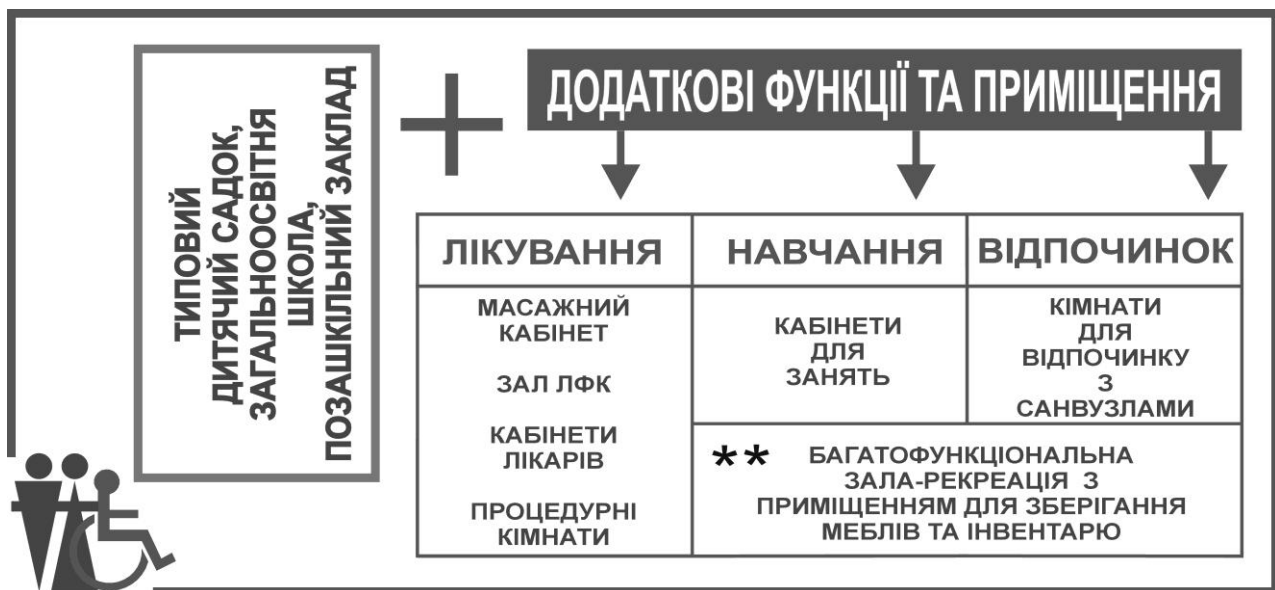 ТИПОВИЙ
ДИТЯЧИЙ САДОК,
ЗАГАЛЬНООСВІТНЯ
ШКОЛА,
ПОЗАШКІЛЬНИЙ ЗАКЛАД
+
ДОДАТКОВІ ФУНКЦІЇ ТА ПРИМІЩЕННЯ
ЛІКУВАННЯ
МАСАЖНИЙ
КАБІНЕТ
ЗАЛ ЛФК
КАБІНЕТИ
ЛІКАРІВ
ПРОЦЕДУРНІ
КІМНАТИ
НАВЧАННЯ
КАБІНЕТИ
ДЛЯ
ЗАНЯТЬ
ВІДПОЧИНОК
КІМНАТИ
ДЛЯ
ВІДПОЧИНКУ
З
САНВУЗЛАМИ
** БАГАТОФУНКЦІОНАЛЬНА
ЗАЛА-РЕКРЕАЦІЯ З
ПРИМІЩЕННЯМ ДЛЯ ЗБЕРІГАННЯ
МЕБЛІВ ТА ІНВЕНТАРЮ